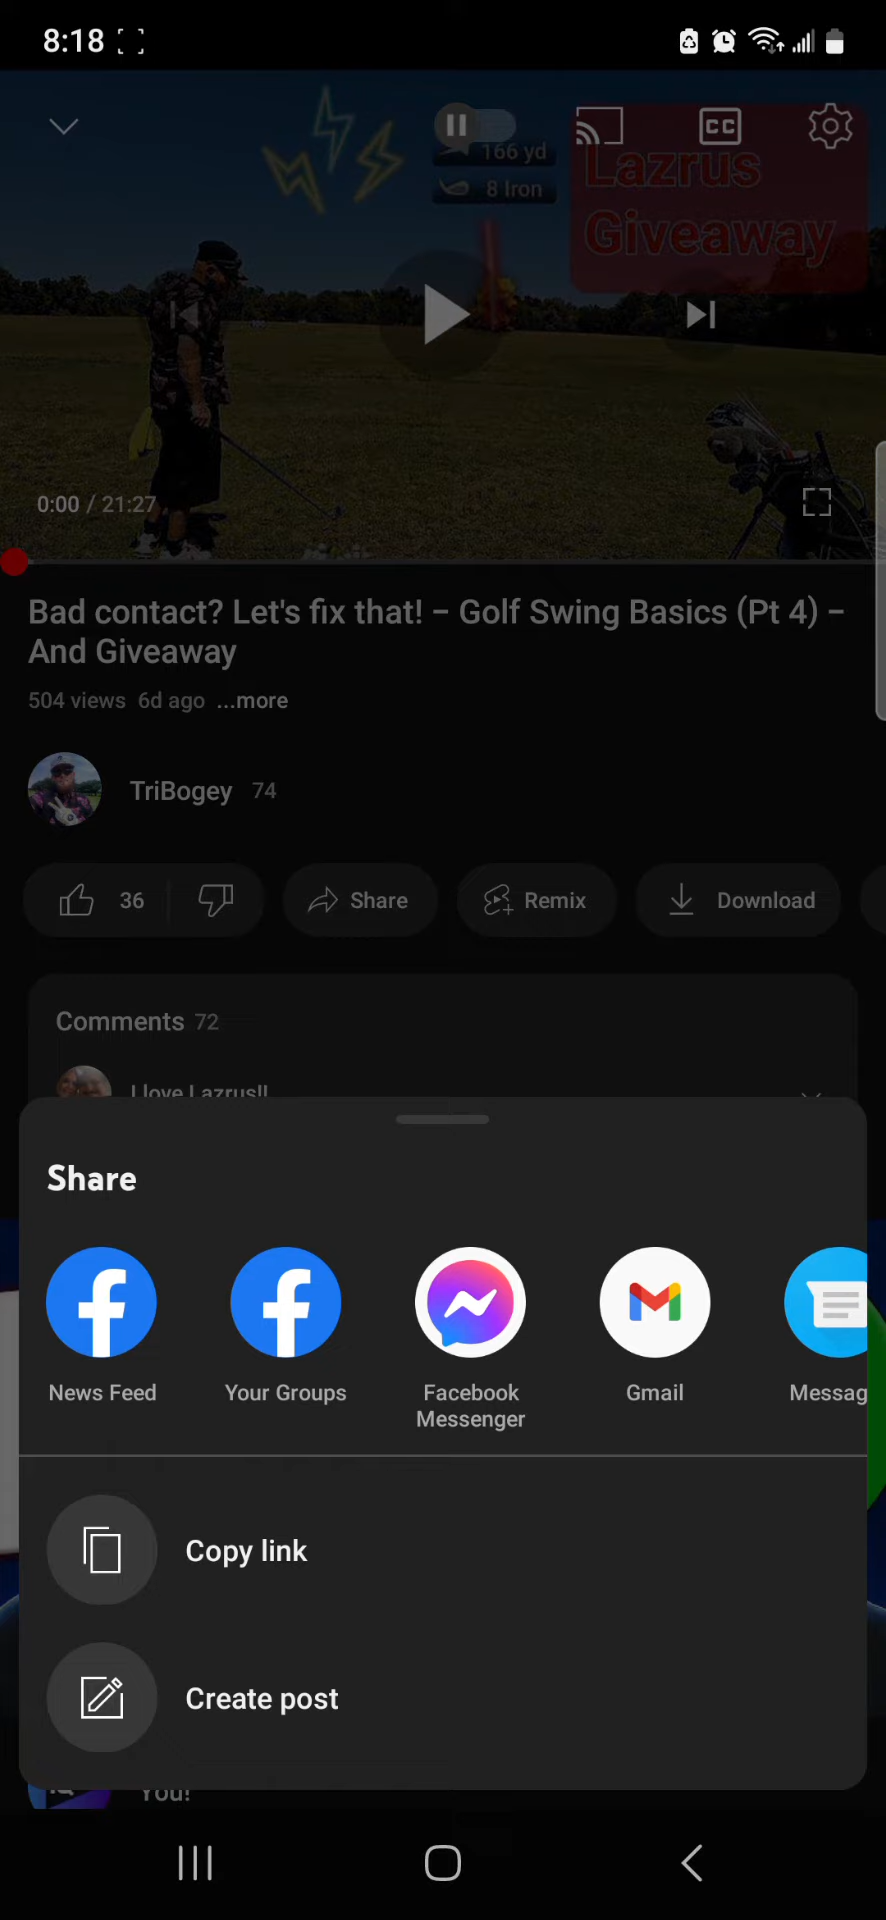 8:18
166 yd
8 Iron
CC
Lazrus
Giveaway
0:00 / 21:27
Bad contact? Let's fix that! – Golf Swing Basics (Pt 4) –
And Giveaway
504 views 6d ago ...more
TriBogey 74
36 Share Remix Download
Comments 72
I love Lazrus!!
Share
News Feed
Your Groups
Facebook
Messenger
Gmail
Messag
Copy link
Create post
You!